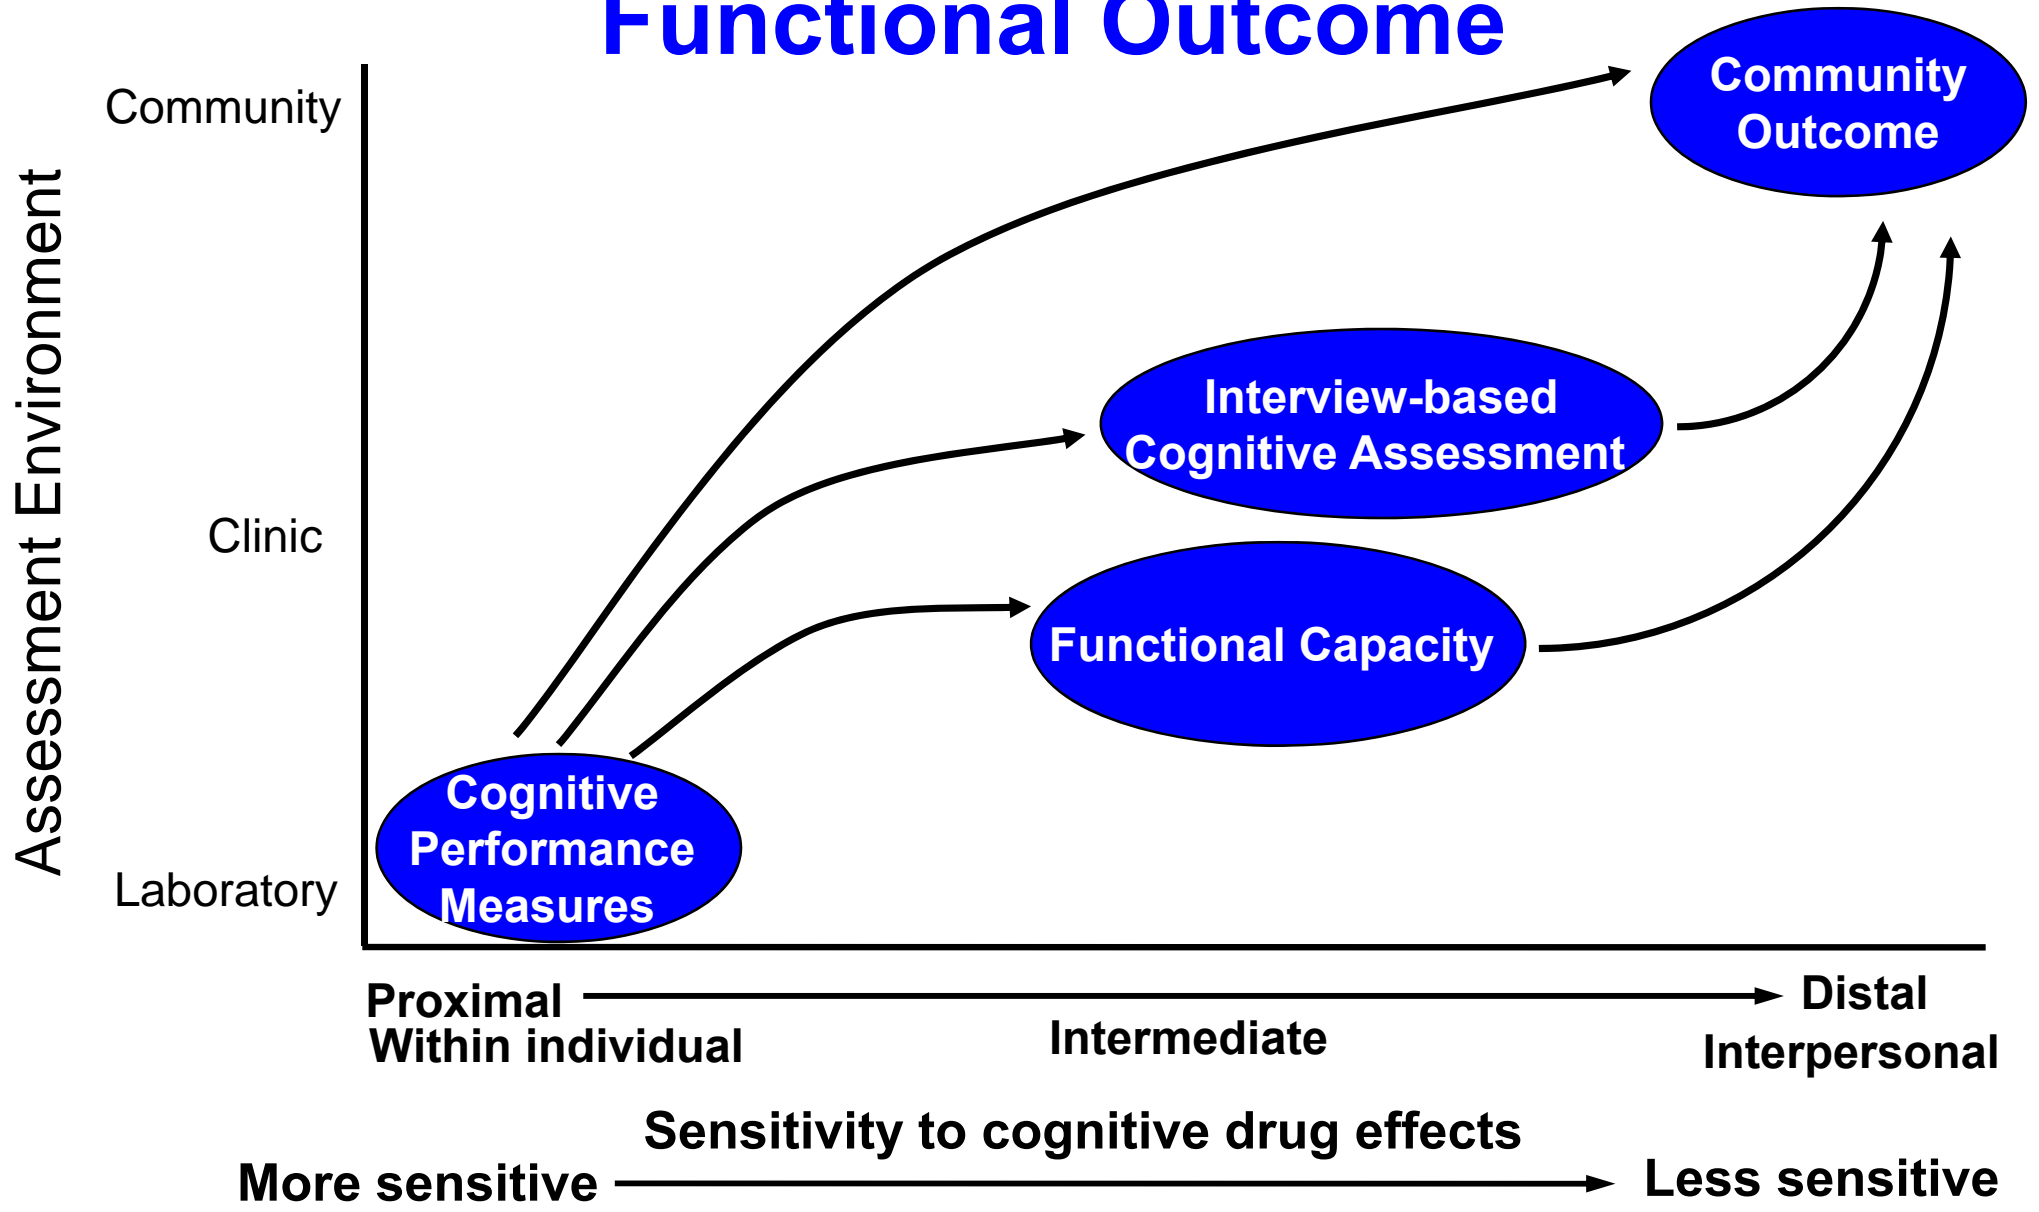 Functional Outcome
Community
Outcome
Community
Assessment Environment
Interview-based
Cognitive Assessment
Clinic
Functional Capacity
Cognitive
Performance
Measures
Laboratory
Proximal
Distal
Within individual
Intermediate
Interpersonal
Sensitivity to cognitive drug effects
More sensitive
Less sensitive